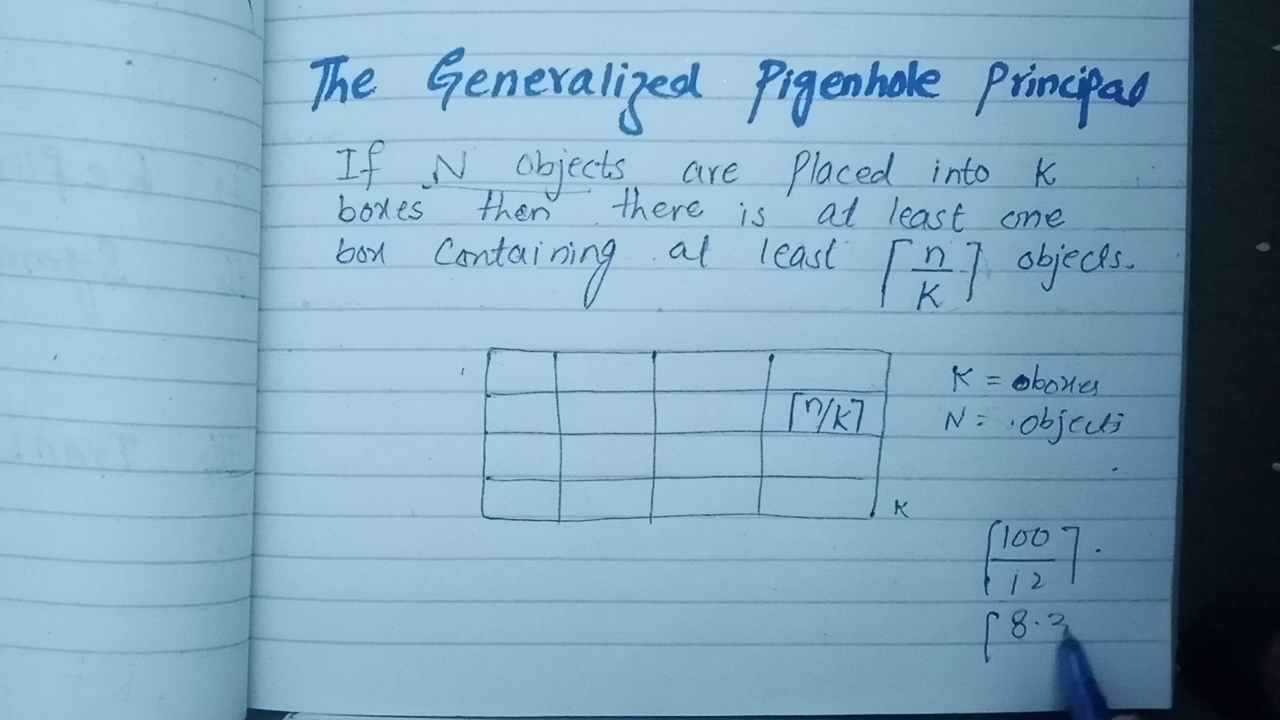 The Generalized Pigenhole Principal
If N objects are Placed into K
boxes then there is at least one
box Containing at least ⌈n/K⌉ objects.
K = boxes
⌈n/K⌉
N = objects
K
⌈100/12⌉.
⌈8.3